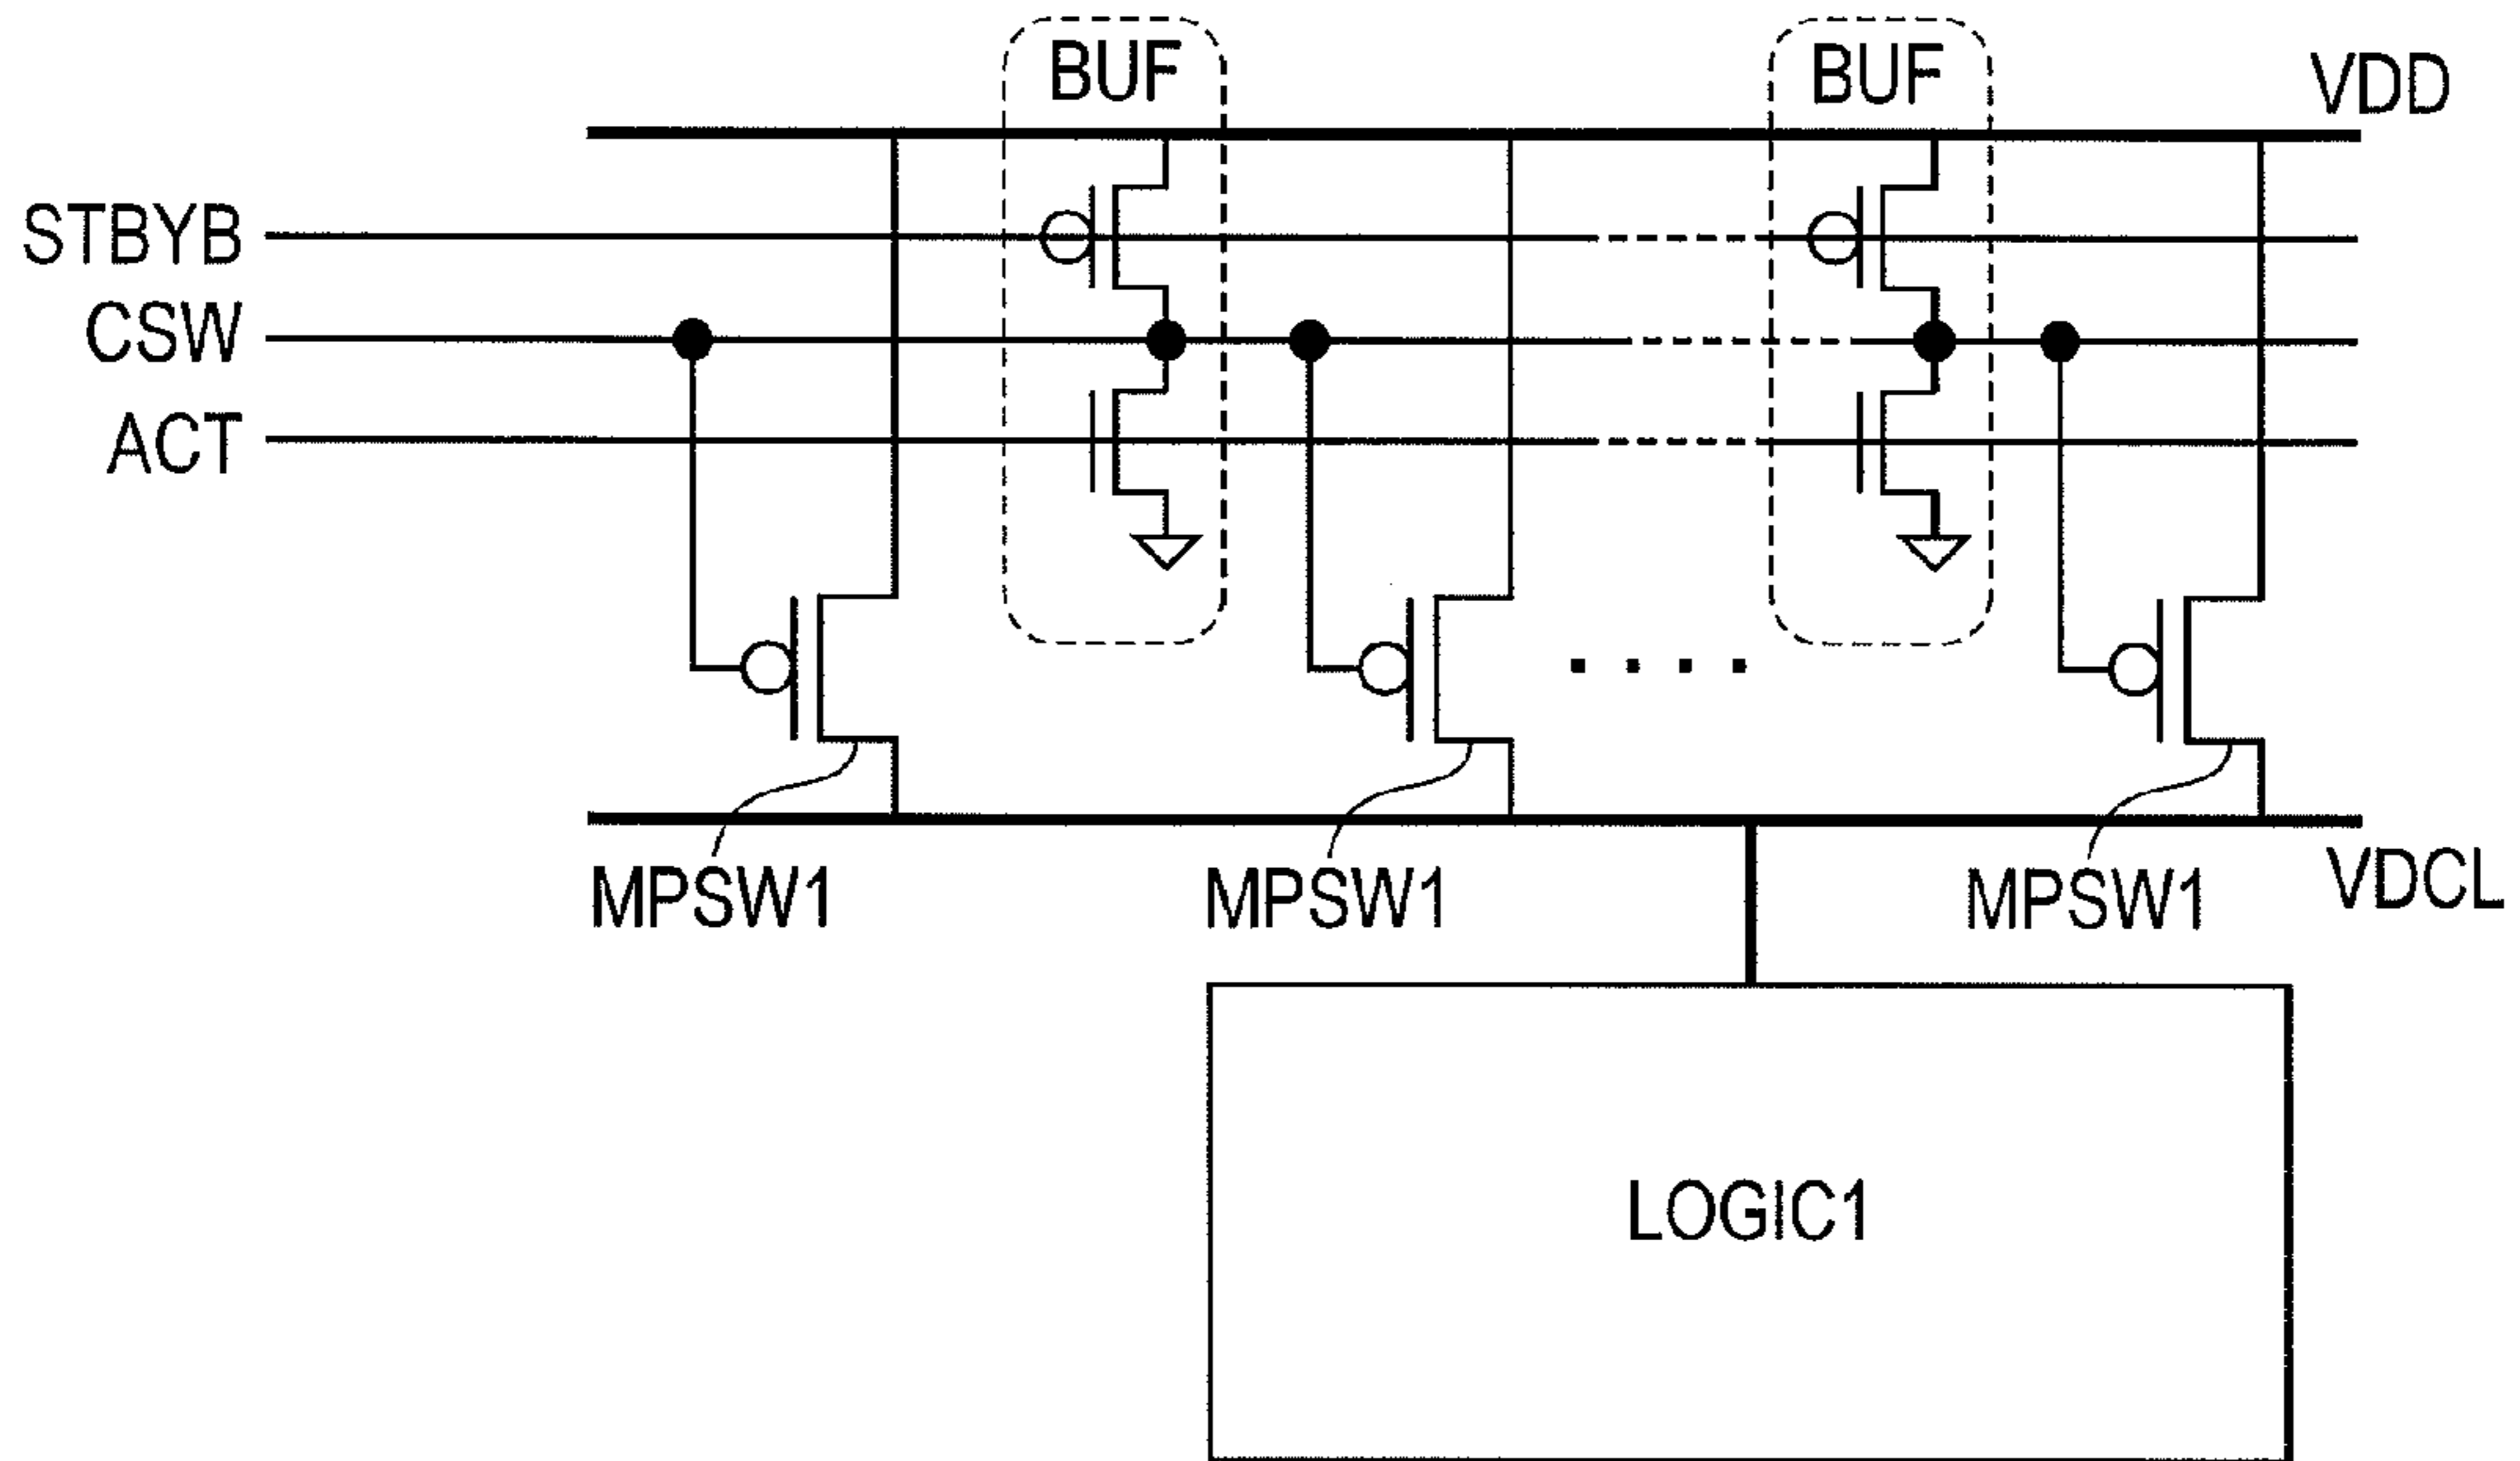 BUF
BUF
VDD
STBYB
CSW
ACT
MPSW1
MPSW1
MPSW1
VDCL
LOGIC1